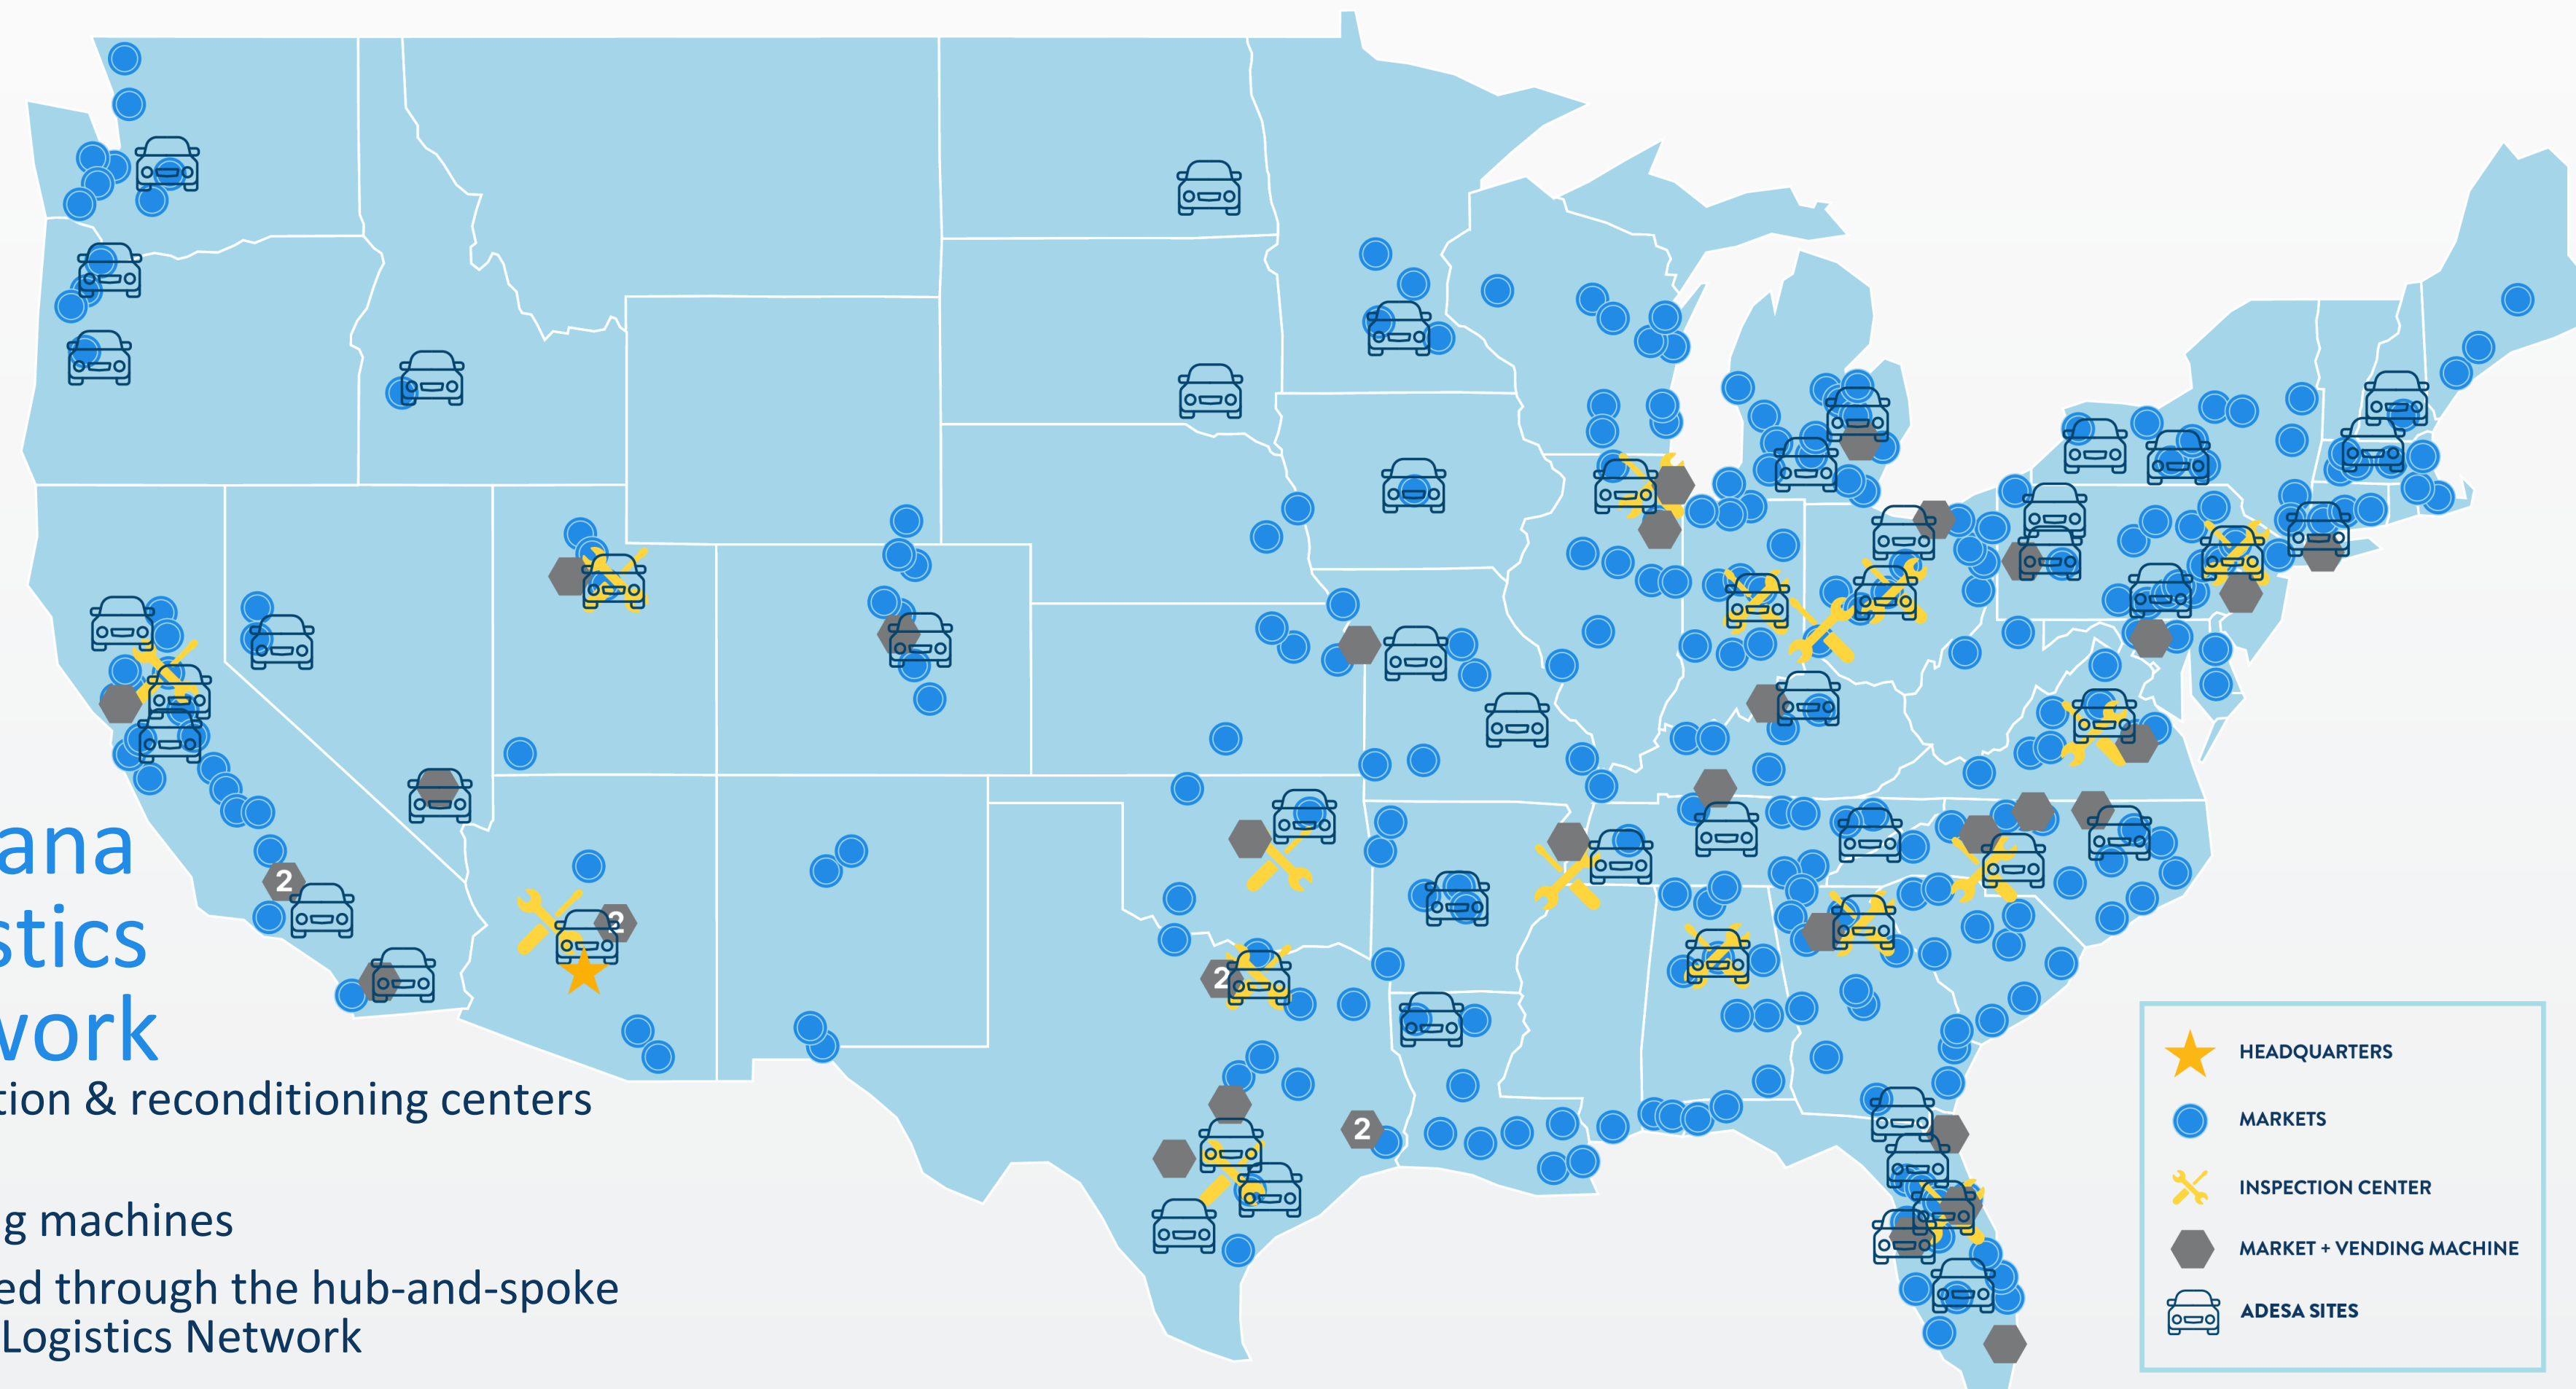 ana
stics
work
tion & reconditioning centers
g machines
ed through the hub-and-spoke
Logistics Network
2
2
2
2
HEADQUARTERS
MARKETS
INSPECTION CENTER
MARKET + VENDING MACHINE
ADESA SITES